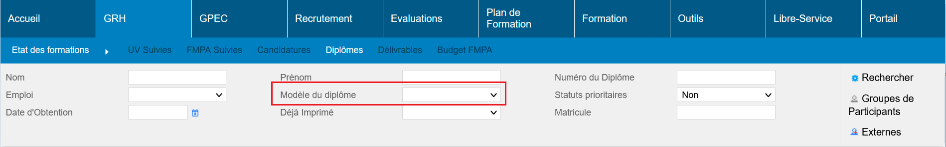 Accueil GRH GPEC Recrutement Evaluations Plan de Formation Formation Outils Libre-Service Portail
Etat des formations UV Suivies FMPA Suivies Candidatures Diplômes Délivrables Budget FMPA
Nom Prénom Numéro du Diplôme Rechercher
Emploi Modèle du diplôme Statuts prioritaires Non Groupes de Participants
Date d'Obtention Déjà Imprimé Matricule
Externes